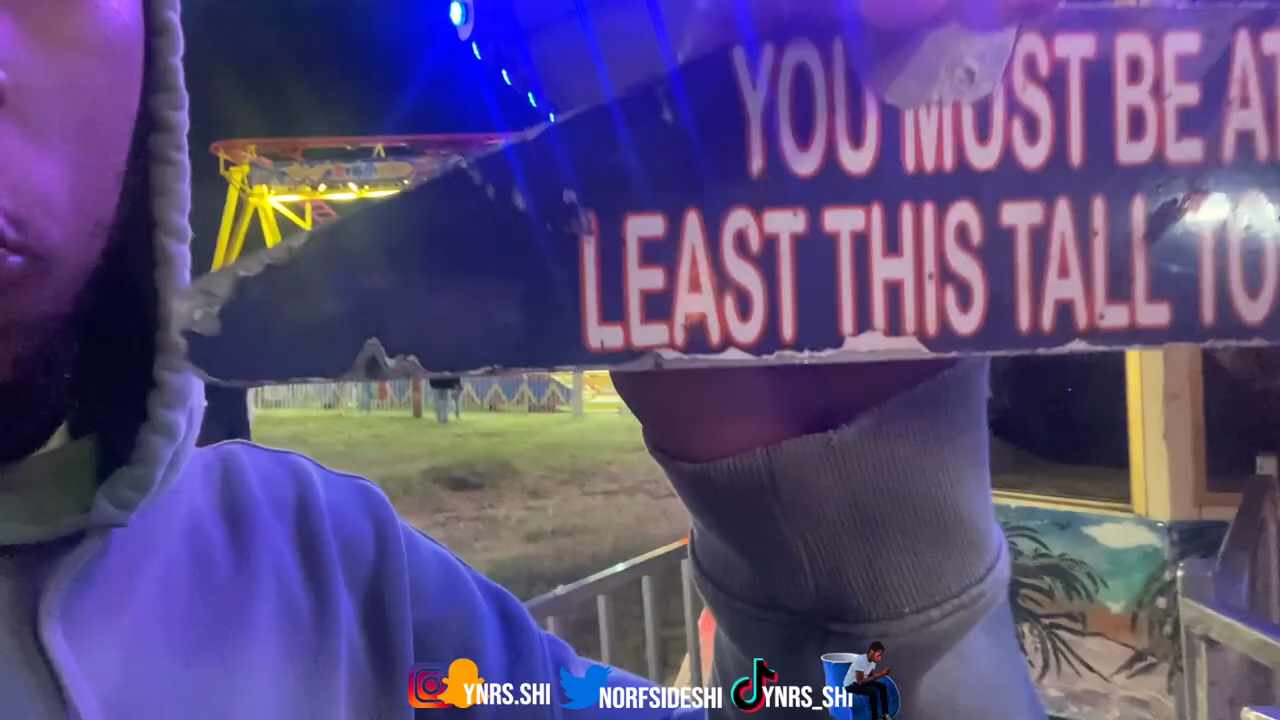 YOU MUST BE AT
LEAST THIS TALL TO
YNRS.SHI NORFSIDESHI YNRS_SHI